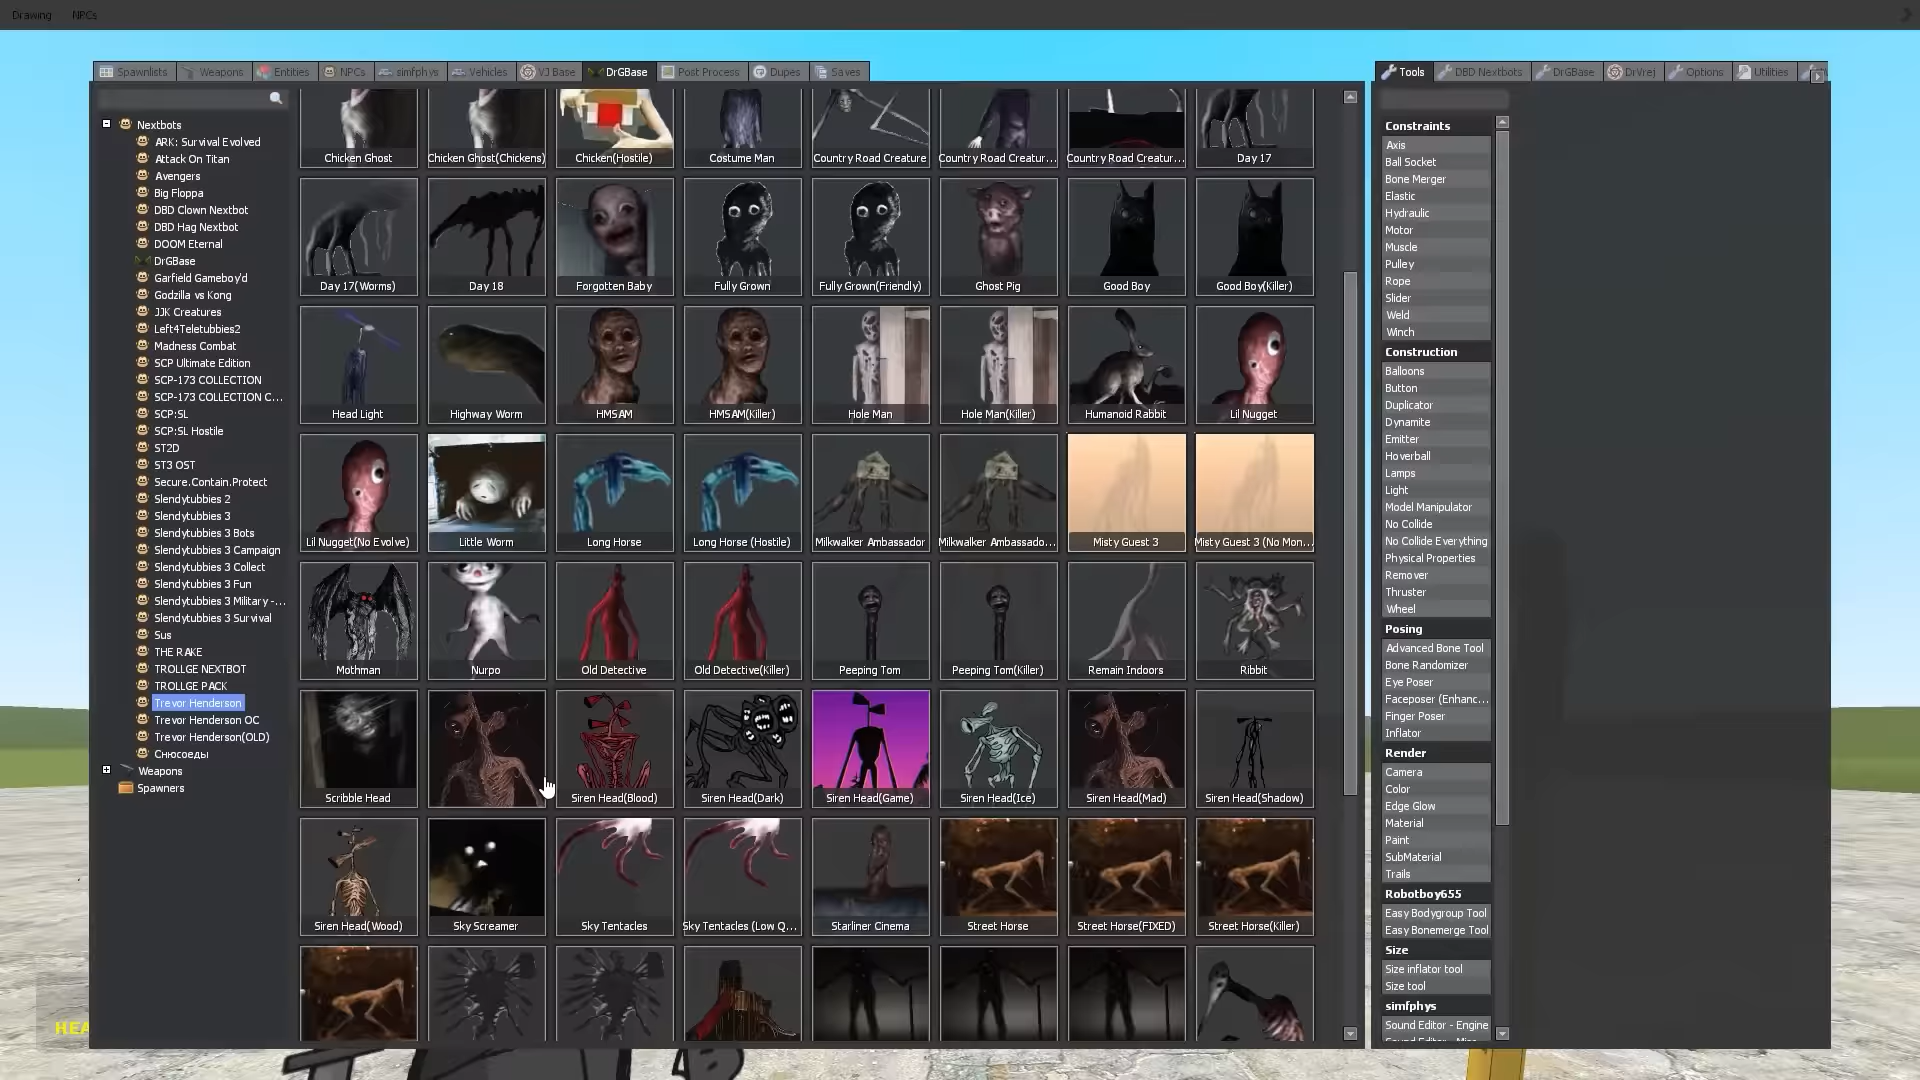 Drawing NPCs
Spawnlists Weapons Entities NPCs simfphys Vehicles VJ Base DrGBase Post Process Dupes Saves
Tools DBD Nextbots DrGBase DrVrej Options Utilities
Nextbots
ARK: Survival Evolved
Attack On Titan
Avengers
Big Floppa
DBD Clown Nextbot
DBD Hag Nextbot
DOOM Eternal
DrGBase
Garfield Gameboy'd
Godzilla vs Kong
JJK Creatures
Left4Teletubbies2
Madness Combat
SCP Ultimate Edition
SCP-173 COLLECTION
SCP-173 COLLECTION C...
SCP:SL
SCP:SL Hostile
ST2D
ST3 OST
Secure.Contain.Protect
Slendytubbies 2
Slendytubbies 3
Slendytubbies 3 Bots
Slendytubbies 3 Campaign
Slendytubbies 3 Collect
Slendytubbies 3 Fun
Slendytubbies 3 Military -...
Slendytubbies 3 Survival
Sus
THE RAKE
TROLLGE NEXTBOT
TROLLGE PACK
Trevor Henderson
Trevor Henderson OC
Trevor Henderson(OLD)
Снюсоеды
Weapons
Spawners
Chicken Ghost Chicken Ghost(Chickens) Chicken(Hostile) Costume Man Country Road Creature Country Road Creatur... Country Road Creatur... Day 17
Day 17(Worms) Day 18 Forgotten Baby Fully Grown Fully Grown(Friendly) Ghost Pig Good Boy Good Boy(Killer)
Head Light Highway Worm HMSAM HMSAM(Killer) Hole Man Hole Man(Killer) Humanoid Rabbit Lil Nugget
Lil Nugget(No Evolve) Little Worm Long Horse Long Horse (Hostile) Milkwalker Ambassador Milkwalker Ambassado... Misty Guest 3 Misty Guest 3 (No Mon...
Mothman Nurpo Old Detective Old Detective(Killer) Peeping Tom Peeping Tom(Killer) Remain Indoors Ribbit
Scribble Head Siren Head(Blood) Siren Head(Dark) Siren Head(Game) Siren Head(Ice) Siren Head(Mad) Siren Head(Shadow)
Siren Head(Wood) Sky Screamer Sky Tentacles Sky Tentacles (Low Q... Starliner Cinema Street Horse Street Horse(FIXED) Street Horse(Killer)
Constraints
Axis
Ball Socket
Bone Merger
Elastic
Hydraulic
Motor
Muscle
Pulley
Rope
Slider
Weld
Winch
Construction
Balloons
Button
Duplicator
Dynamite
Emitter
Hoverball
Lamps
Light
Model Manipulator
No Collide
No Collide Everything
Physical Properties
Remover
Thruster
Wheel
Posing
Advanced Bone Tool
Bone Randomizer
Eye Poser
Faceposer (Enhanc...
Finger Poser
Inflator
Render
Camera
Color
Edge Glow
Material
Paint
SubMaterial
Trails
Robotboy655
Easy Bodygroup Tool
Easy Bonemerge Tool
Size
Size inflator tool
Size tool
simfphys
Sound Editor - Engine
HEA